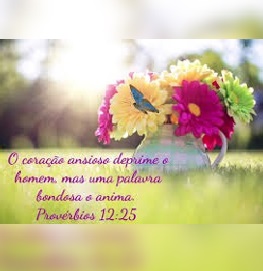 O coração ansioso deprime o
homem, mas uma palavra
bondosa o anima.
Provérbios 12:25